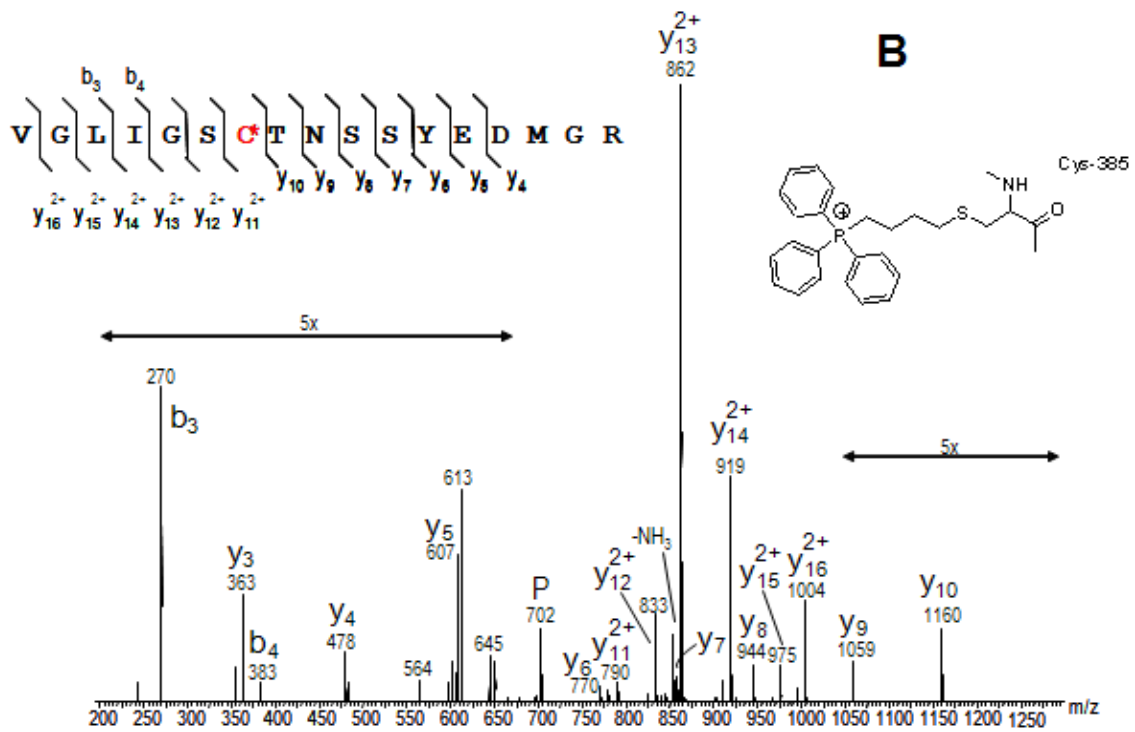 B
b3 b4
V G L I G S C* T N S S Y E D M G R
y10 y9 y8 y7 y6 y5 y4
y16 2+ y15 2+ y14 2+ y13 2+ y12 2+ y11 2+
Cys-385
NH
S
O
P
+
y13 2+
862
5x
270
b3
y3
363
b4
383
y4
478
564
y5
607
613
645
P
702
y6
770
y11 2+
790
y12 2+
833
-NH3
y7
y14 2+
919
y8
944
y15 2+
975
y16 2+
1004
5x
y9
1059
y10
1160
200 250 300 350 400 450 500 550 600 650 700 750 800 850 900 950 1000 1050 1100 1150 1200 1250 m/z